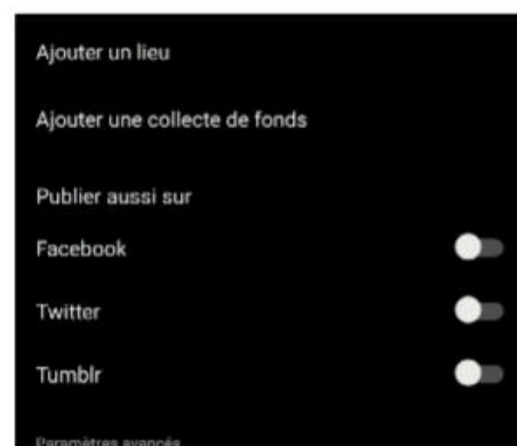 Ajouter un lieu
Ajouter une collecte de fonds
Publier aussi sur
Facebook
Twitter
Tumblr
Paramètres avancés